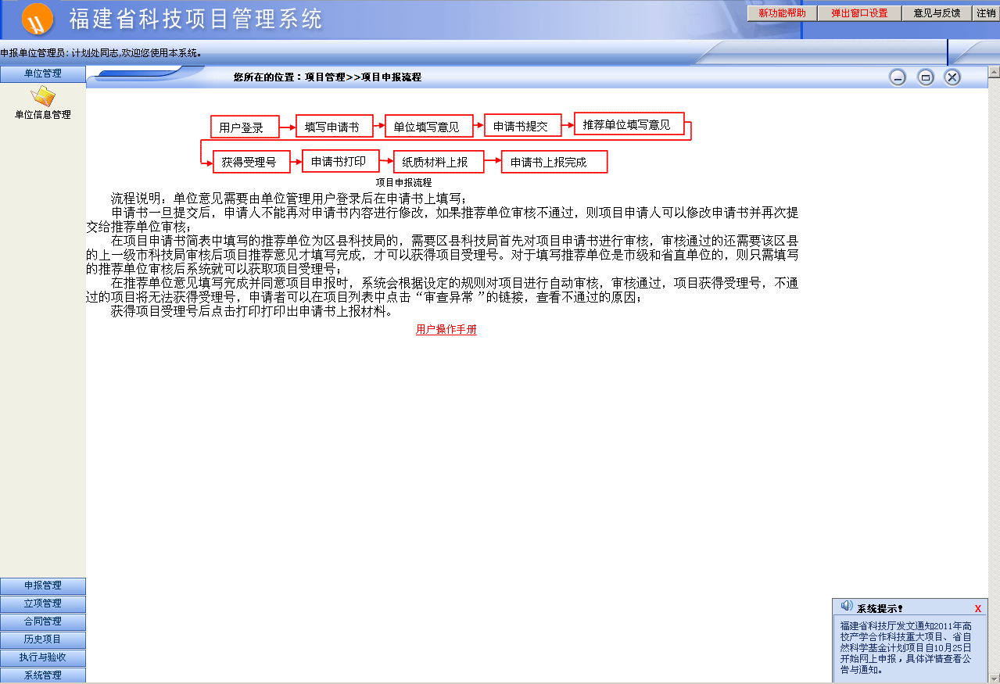 福建省科技项目管理系统
新功能帮助 弹出窗口设置 意见与反馈 注销
申报单位管理员: 计划处同志,欢迎您使用本系统。
单位管理
您所在的位置：项目管理>>项目申报流程
单位信息管理
用户登录 填写申请书 单位填写意见 申请书提交 推荐单位填写意见
获得受理号 申请书打印 纸质材料上报 申请书上报完成
项目申报流程
流程说明：单位意见需要由单位管理用户登录后在申请书上填写；
申请书一旦提交后，申请人不能再对申请书内容进行修改，如果推荐单位审核不通过，则项目申请人可以修改申请书并再次提
交给推荐单位审核；
在项目申请书简表中填写的推荐单位为区县科技局的，需要区县科技局首先对项目申请书进行审核，审核通过的还需要该区县
的上一级市科技局审核后项目推荐意见才填写完成，才可以获得项目受理号。对于填写推荐单位是市级和省直单位的，则只需填写
的推荐单位审核后系统就可以获取项目受理号；
在推荐单位意见填写完成并同意项目申报时，系统会根据设定的规则对项目进行自动审核，审核通过，项目获得受理号，不通
过的项目将无法获得受理号，申请者可以在项目列表中点击“审查异常”的链接，查看不通过的原因；
获得项目受理号后点击打印打印出申请书上报材料。
用户操作手册
申报管理
立项管理
合同管理
历史项目
执行与验收
系统管理
系统提示! X
福建省科技厅发文通知2011年高
校产学合作科技重大项目、省自
然科学基金计划项目自10月25日
开始网上申报，具体详情查看公
告与通知。